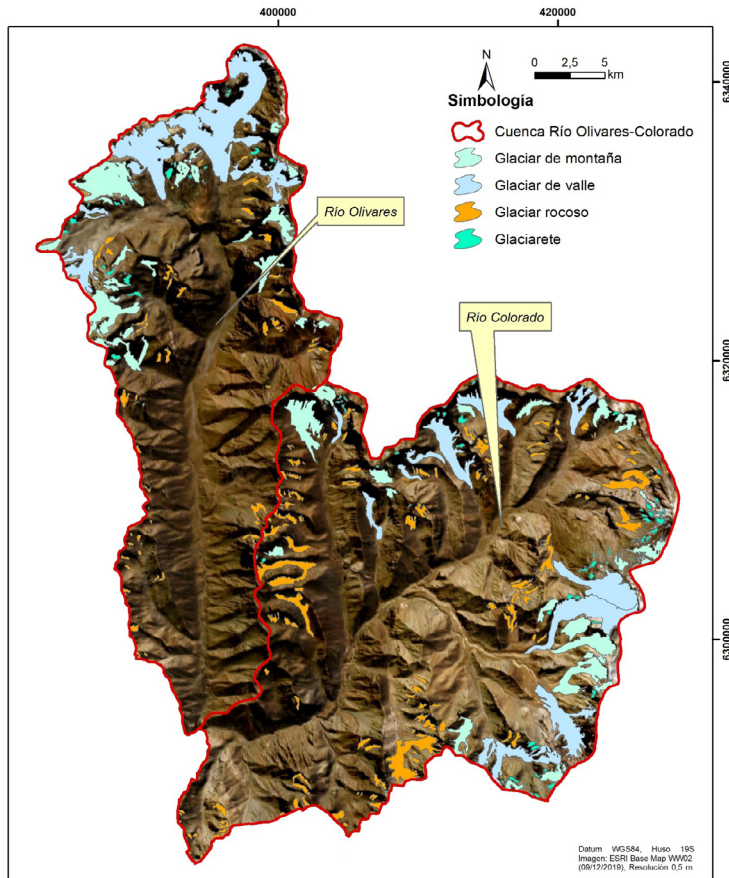 400000
420000
6340000
N
0 2,5 5
km
Simbología
Cuenca Río Olivares-Colorado
Glaciar de montaña
Glaciar de valle
Glaciar rocoso
Glaciarete
Río Olivares
Río Colorado
6320000
6300000
Datum WGS84, Huso 19S
Imagen: ESRI Base Map WW02
(09/12/2019), Resolución 0,5 m.